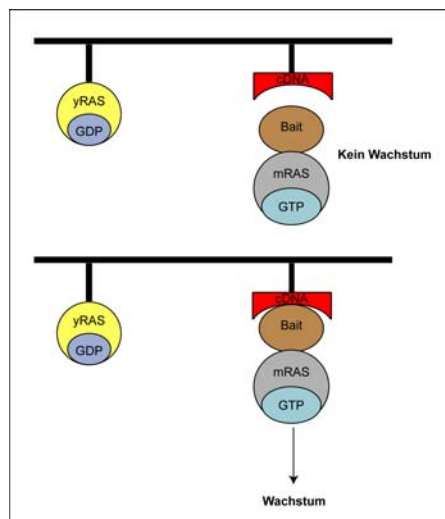 yRAS
GDP
cDNA
Bait
mRAS
GTP
Kein Wachstum
yRAS
GDP
cDNA
Bait
mRAS
GTP
Wachstum